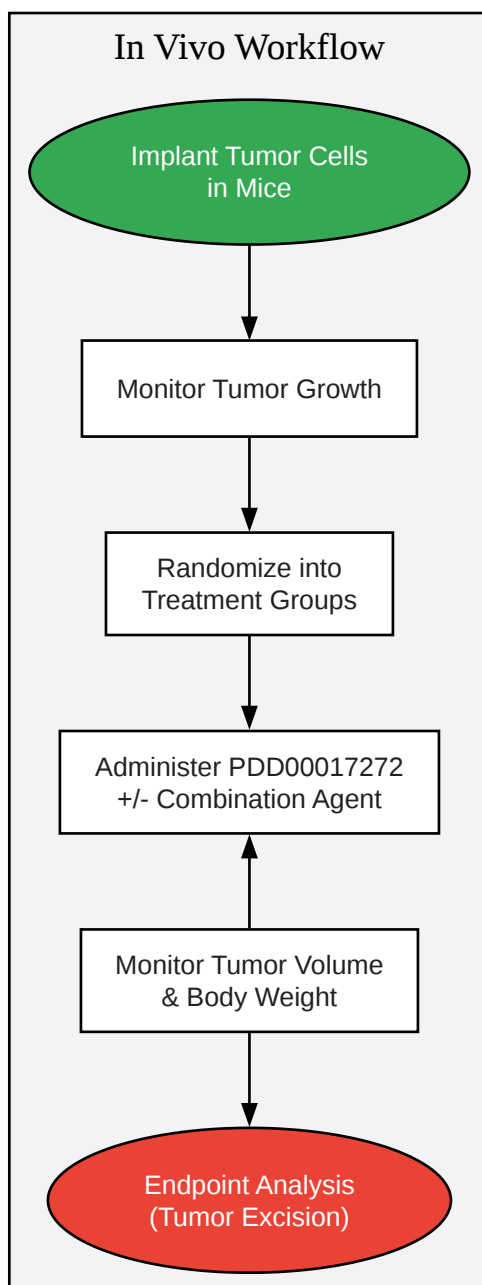 In Vivo Workflow
Implant Tumor Cells
in Mice
Monitor Tumor Growth
Randomize into
Treatment Groups
Administer PDD00017272
+/- Combination Agent
Monitor Tumor Volume
& Body Weight
Endpoint Analysis
(Tumor Excision)